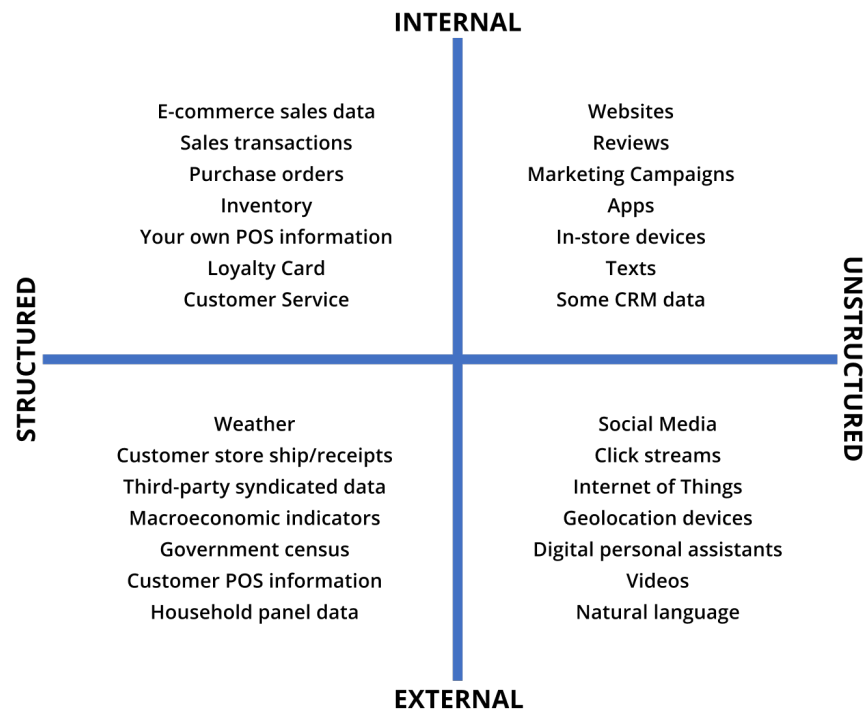 INTERNAL
E-commerce sales data
Sales transactions
Purchase orders
Inventory
Your own POS information
Loyalty Card
Customer Service
Websites
Reviews
Marketing Campaigns
Apps
In-store devices
Texts
Some CRM data
STRUCTURED
UNSTRUCTURED
Weather
Customer store ship/receipts
Third-party syndicated data
Macroeconomic indicators
Government census
Customer POS information
Household panel data
Social Media
Click streams
Internet of Things
Geolocation devices
Digital personal assistants
Videos
Natural language
EXTERNAL